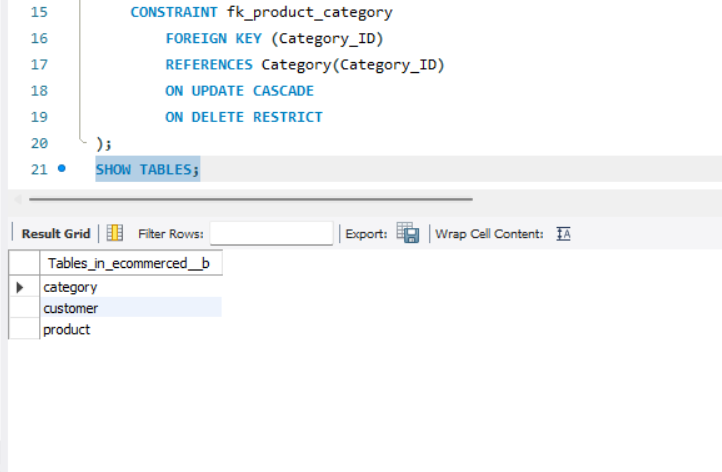 15 CONSTRAINT fk_product_category
16 FOREIGN KEY (Category_ID)
17 REFERENCES Category(Category_ID)
18 ON UPDATE CASCADE
19 ON DELETE RESTRICT
20 );
21 SHOW TABLES;
Result Grid Filter Rows: Export: Wrap Cell Content: IA
Tables_in_ecommerced__b
category
customer
product